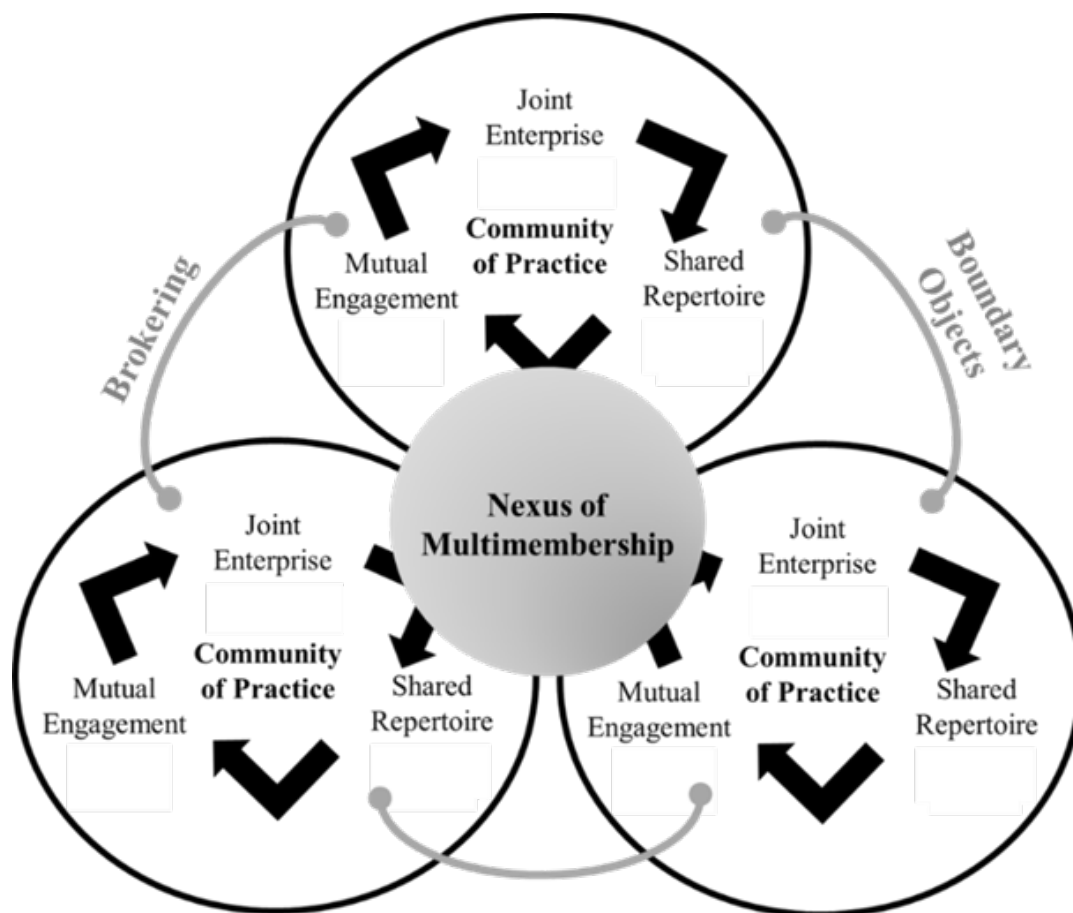 Joint
Enterprise
Community
of Practice
Mutual
Engagement
Shared
Repertoire
Brokering
Boundary
Objects
Nexus of
Multimembership
Joint
Enterprise
Community
of Practice
Mutual
Engagement
Shared
Repertoire
Joint
Enterprise
Community
of Practice
Mutual
Engagement
Shared
Repertoire